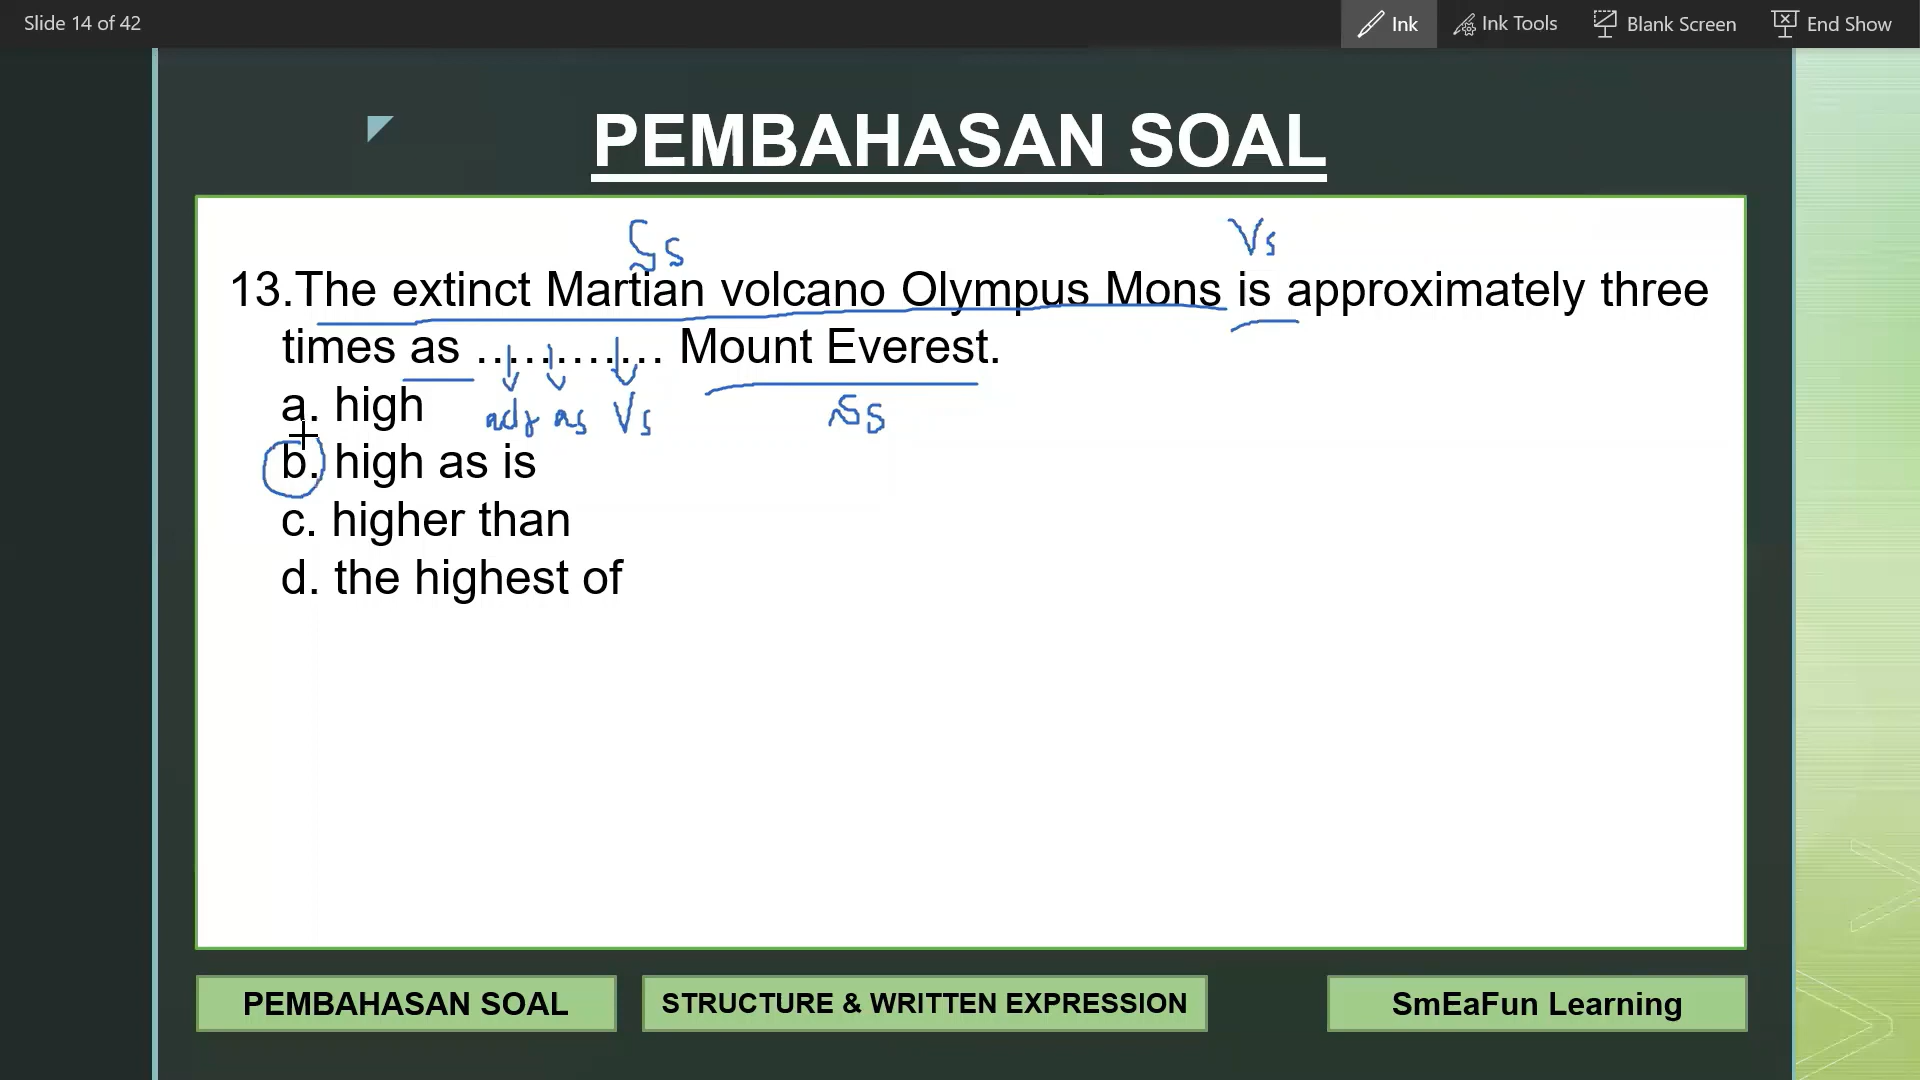 Slide 14 of 42
Ink
Ink Tools
Blank Screen
End Show
PEMBAHASAN SOAL
Ss
Vs
13.The extinct Martian volcano Olympus Mons is approximately three
times as ............ Mount Everest.
adj as Vs
Ss
a. high
b. high as is
c. higher than
d. the highest of
PEMBAHASAN SOAL
STRUCTURE & WRITTEN EXPRESSION
SmEaFun Learning